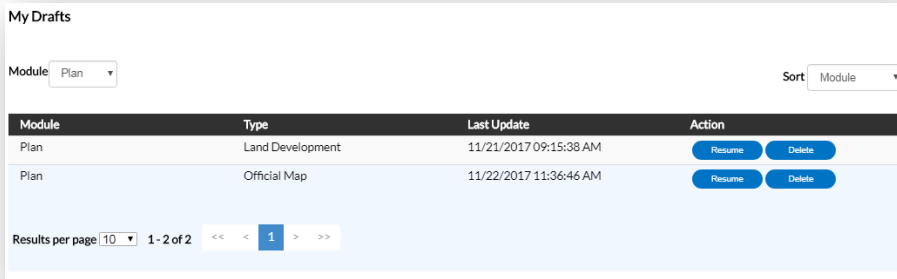 My Drafts
Module Plan Sort Module
Module Type Last Update Action
Plan Land Development 11/21/2017 09:15:38 AM Resume Delete
Plan Official Map 11/22/2017 11:36:46 AM Resume Delete
Results per page 10 1 - 2 of 2 << < 1 > >>